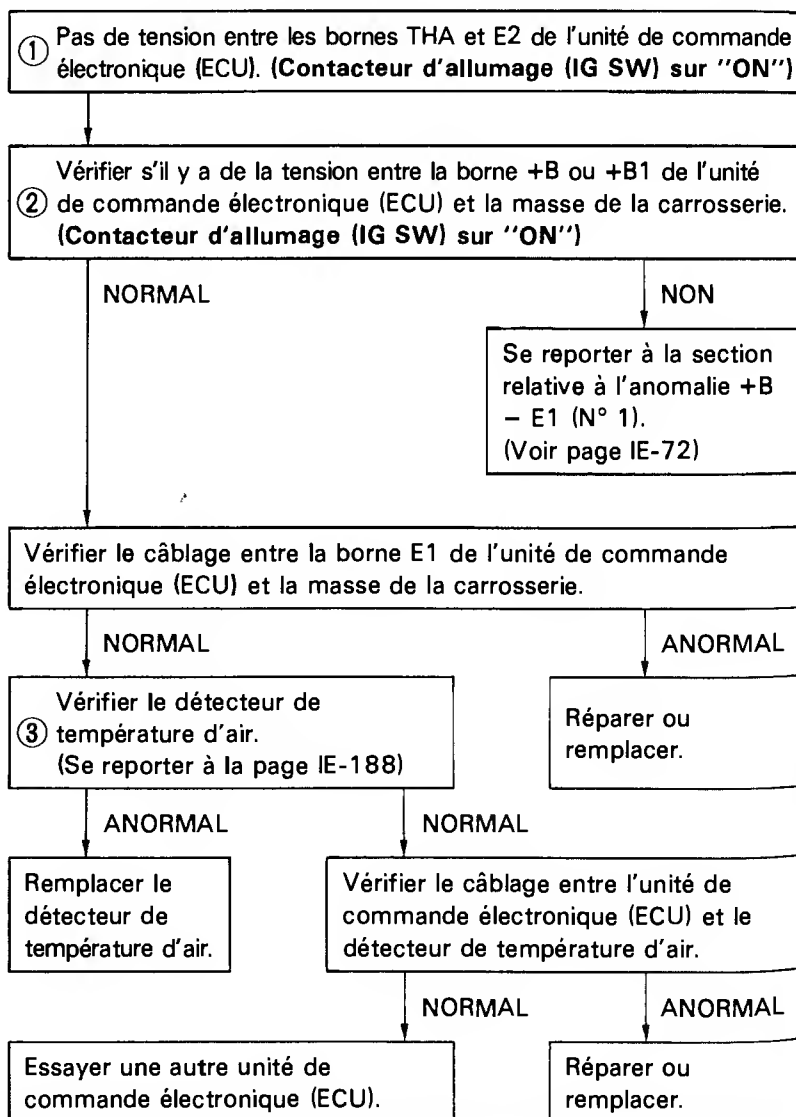 ① Pas de tension entre les bornes THA et E2 de l'unité de commande
électronique (ECU). (Contacteur d'allumage (IG SW) sur "ON")
Vérifier s'il y a de la tension entre la borne +B ou +B1 de l'unité
② de commande électronique (ECU) et la masse de la carrosserie.
(Contacteur d'allumage (IG SW) sur "ON")
NORMAL
NON
Se reporter à la section
relative à l'anomalie +B
– E1 (N° 1).
(Voir page IE-72)
Vérifier le câblage entre la borne E1 de l'unité de commande
électronique (ECU) et la masse de la carrosserie.
NORMAL
ANORMAL
Vérifier le détecteur de
③ température d'air.
(Se reporter à la page IE-188)
Réparer ou
remplacer.
ANORMAL
NORMAL
Remplacer le
détecteur de
température d'air.
Vérifier le câblage entre l'unité de
commande électronique (ECU) et le
détecteur de température d'air.
NORMAL
ANORMAL
Essayer une autre unité de
commande électronique (ECU).
Réparer ou
remplacer.